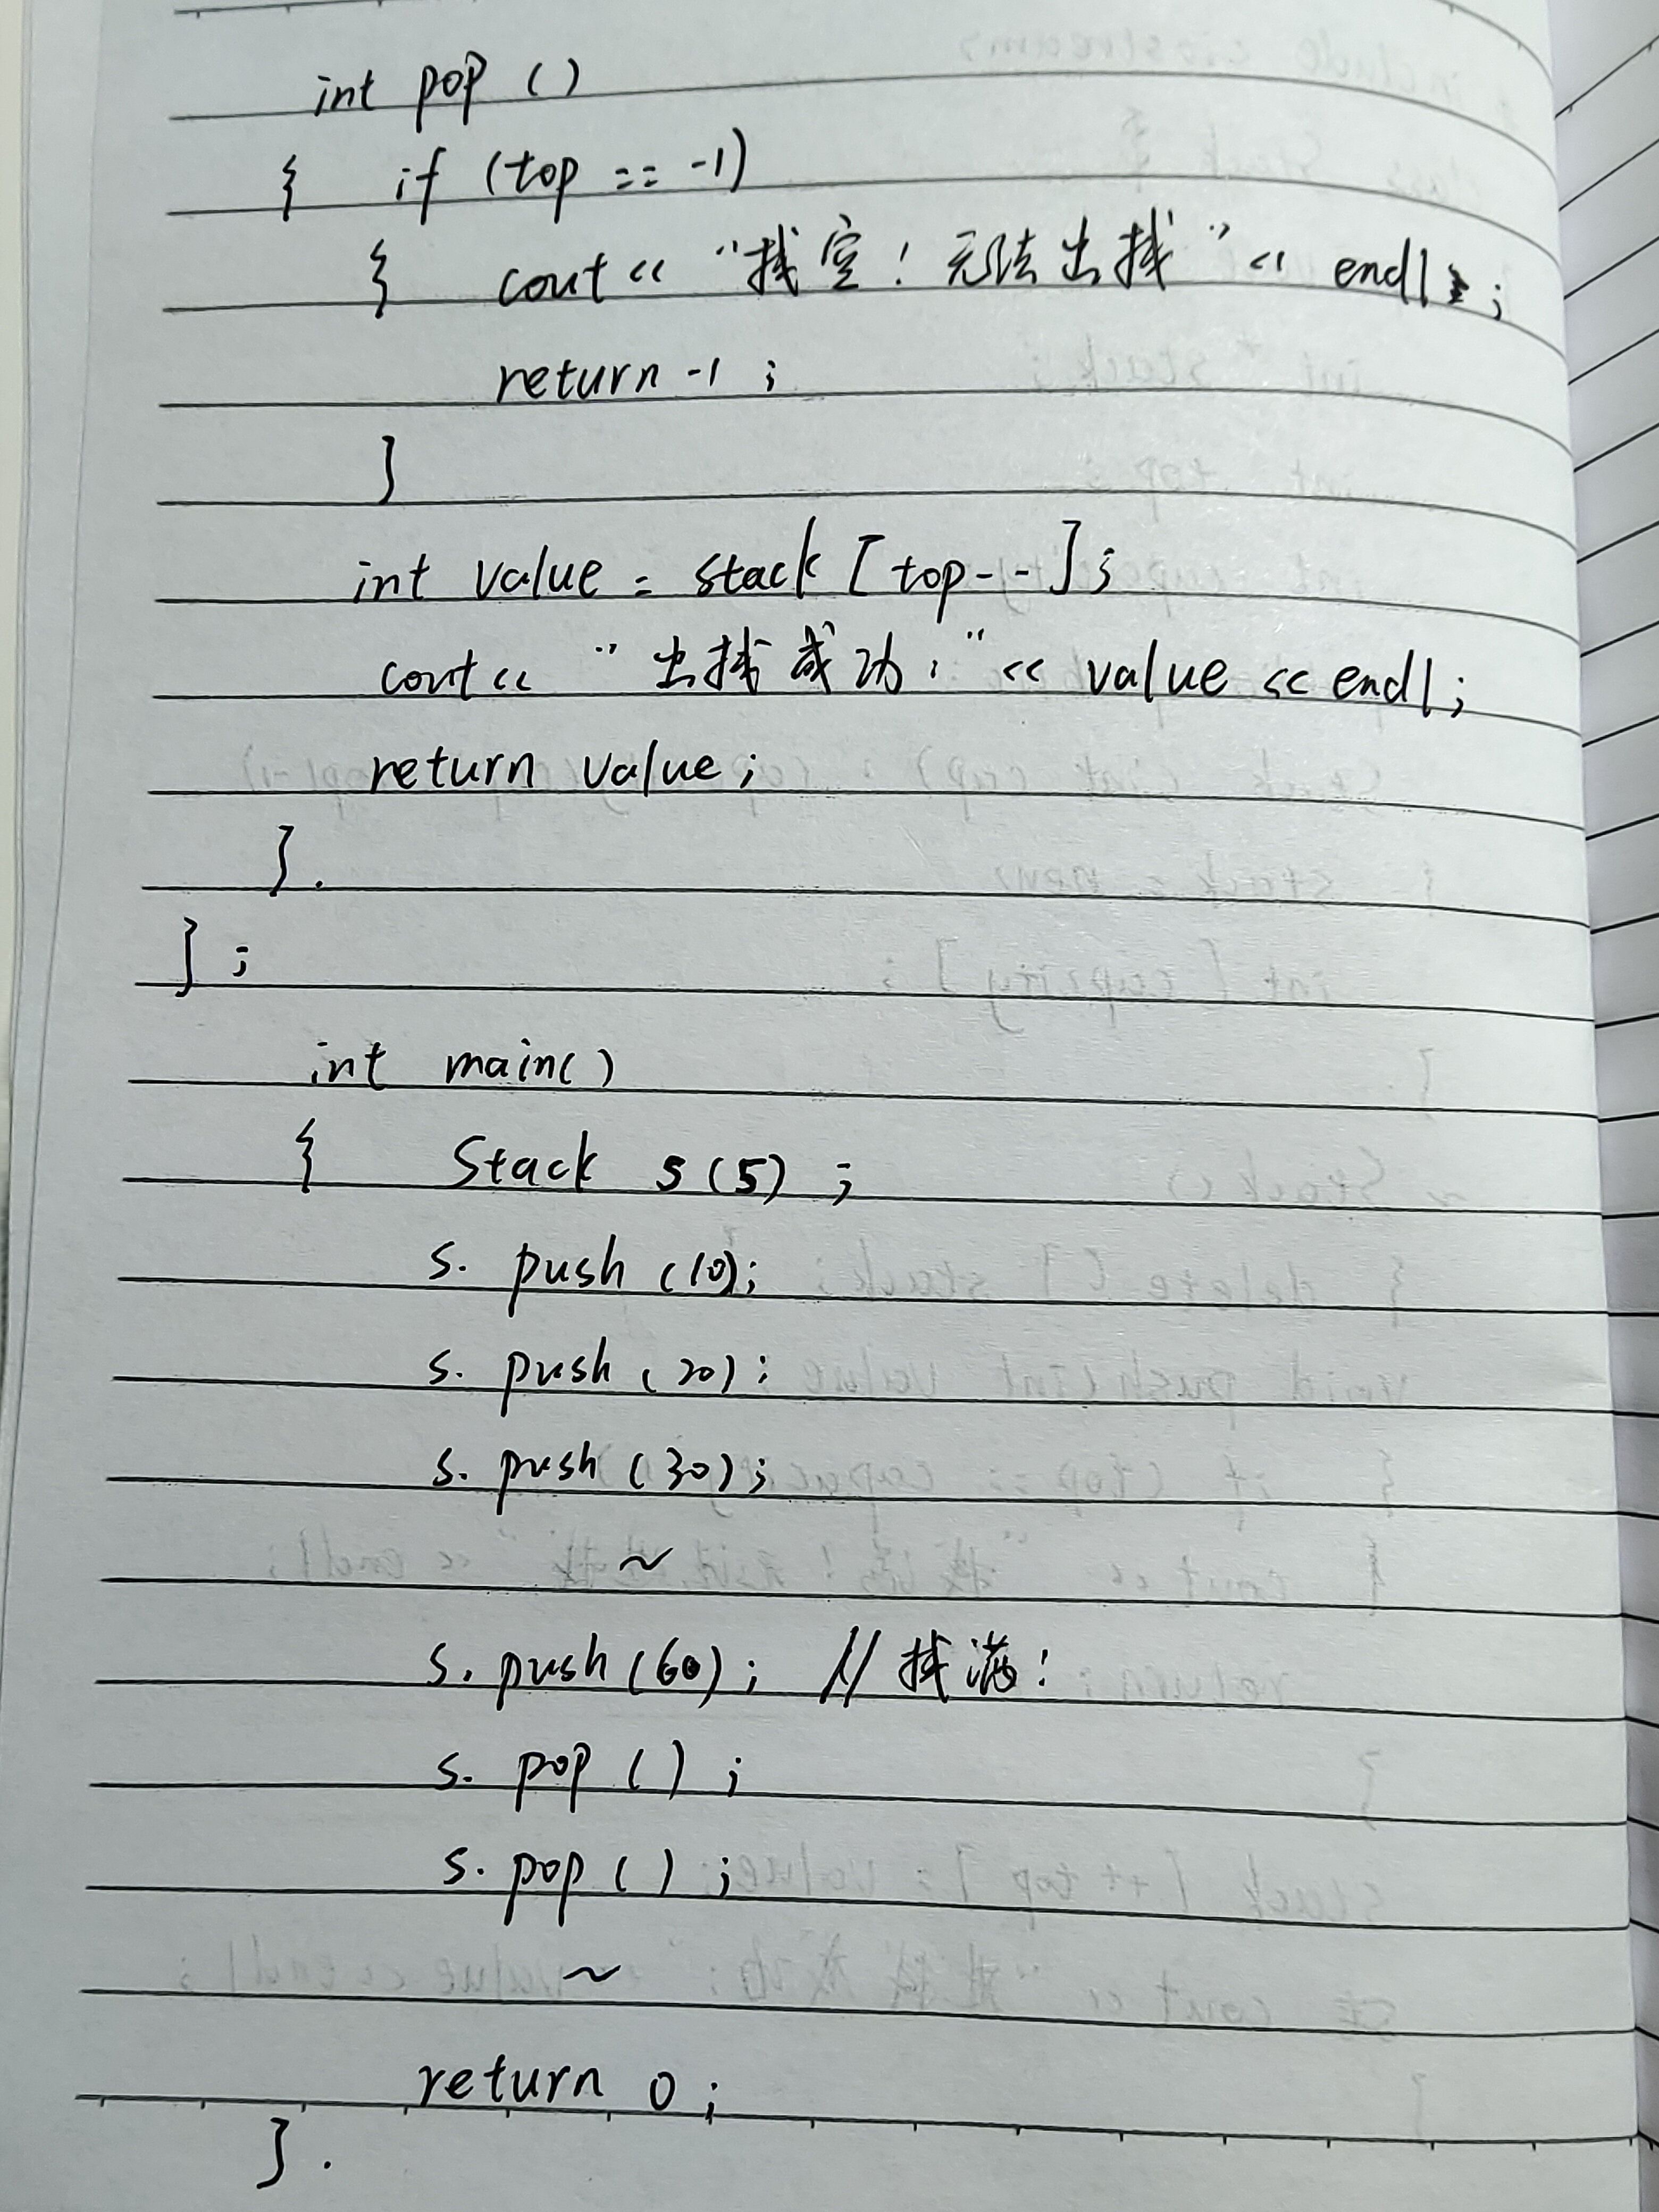 int pop ()
{ if (top == -1)
{ cout << "栈空！无法出栈" << endl;
return -1;
}
int value = stack [top--];
cout << "出栈成功：" << value << endl;
return value;
}.
};
int main()
{ Stack s(5);
s. push (10);
s. push (20);
s. push (30);
~
s. push (60); // 栈满！
s. pop ();
s. pop ();
~
return 0;
}.